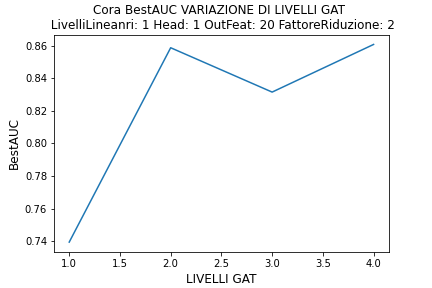 Cora BestAUC VARIAZIONE DI LIVELLI GAT
LivelliLineanri: 1 Head: 1 OutFeat: 20 FattoreRiduzione: 2
0.86
0.84
0.82
0.80
0.78
0.76
0.74
BestAUC
1.0 1.5 2.0 2.5 3.0 3.5 4.0
LIVELLI GAT